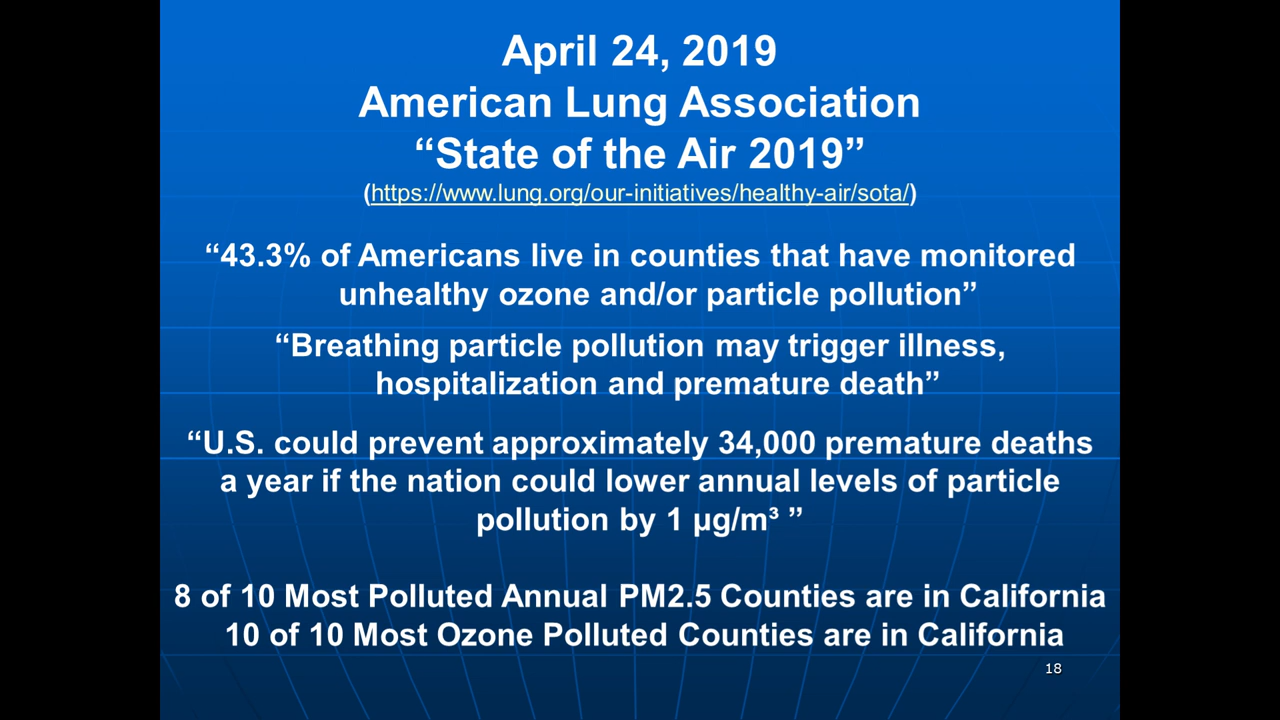 April 24, 2019
American Lung Association
“State of the Air 2019”
(https://www.lung.org/our-initiatives/healthy-air/sota/)
“43.3% of Americans live in counties that have monitored
unhealthy ozone and/or particle pollution”
“Breathing particle pollution may trigger illness,
hospitalization and premature death”
“U.S. could prevent approximately 34,000 premature deaths
a year if the nation could lower annual levels of particle
pollution by 1 µg/m³ ”
8 of 10 Most Polluted Annual PM2.5 Counties are in California
10 of 10 Most Ozone Polluted Counties are in California
18